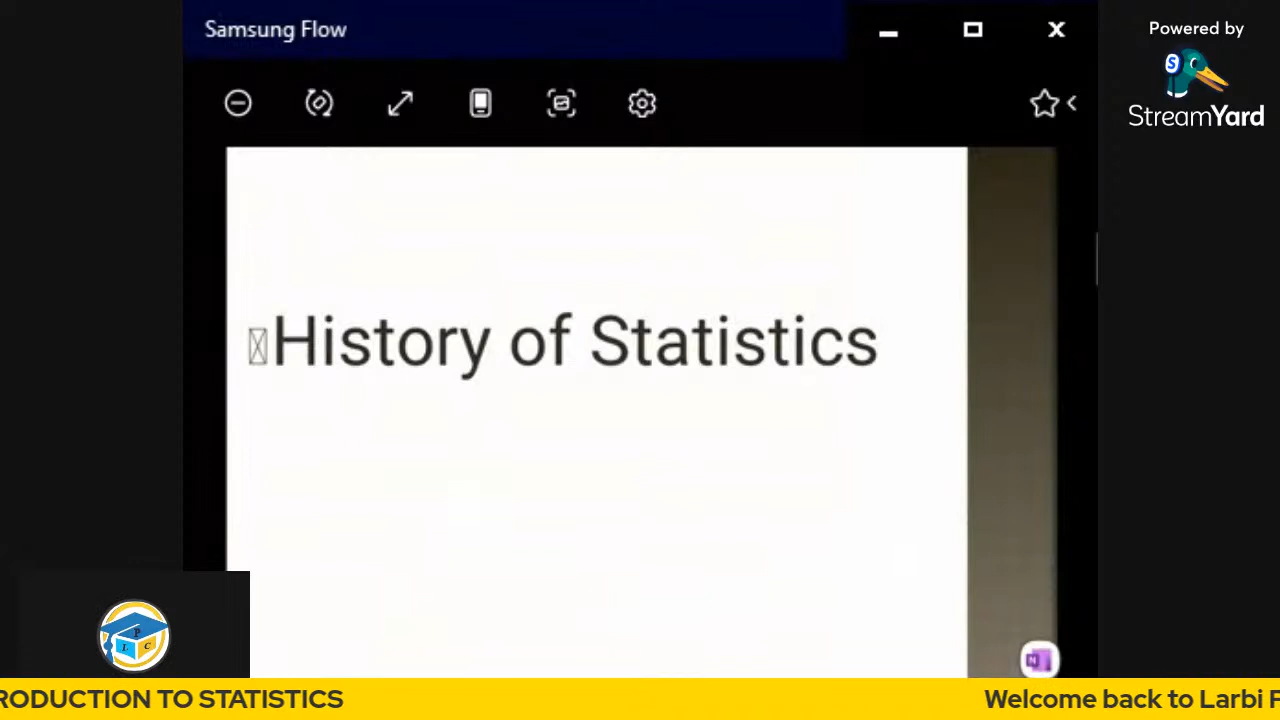 Samsung Flow
Powered by
S
StreamYard
History of Statistics
P
L C
N
RODUCTION TO STATISTICS
Welcome back to Larbi P